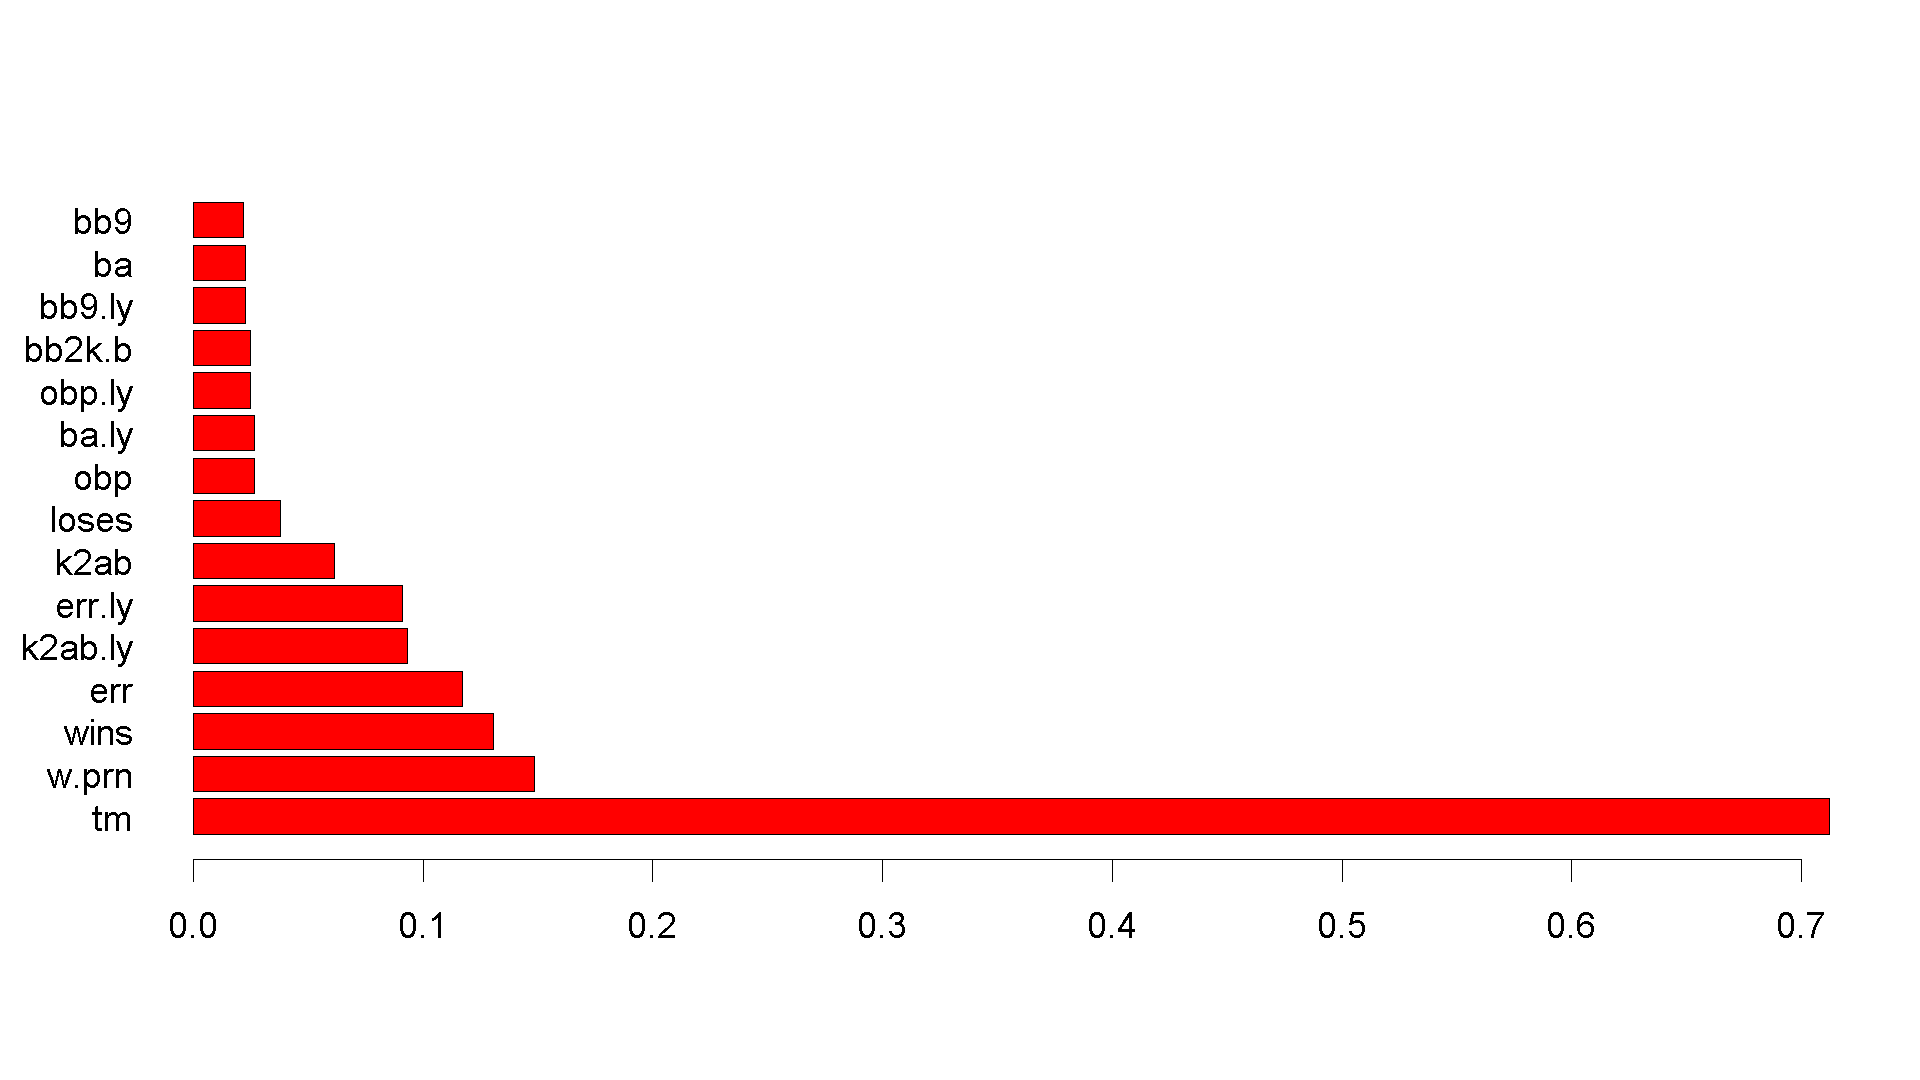 bb9
ba
bb9.ly
bb2k.b
obp.ly
ba.ly
obp
loses
k2ab
err.ly
k2ab.ly
err
wins
w.prn
tm
0.0 0.1 0.2 0.3 0.4 0.5 0.6 0.7